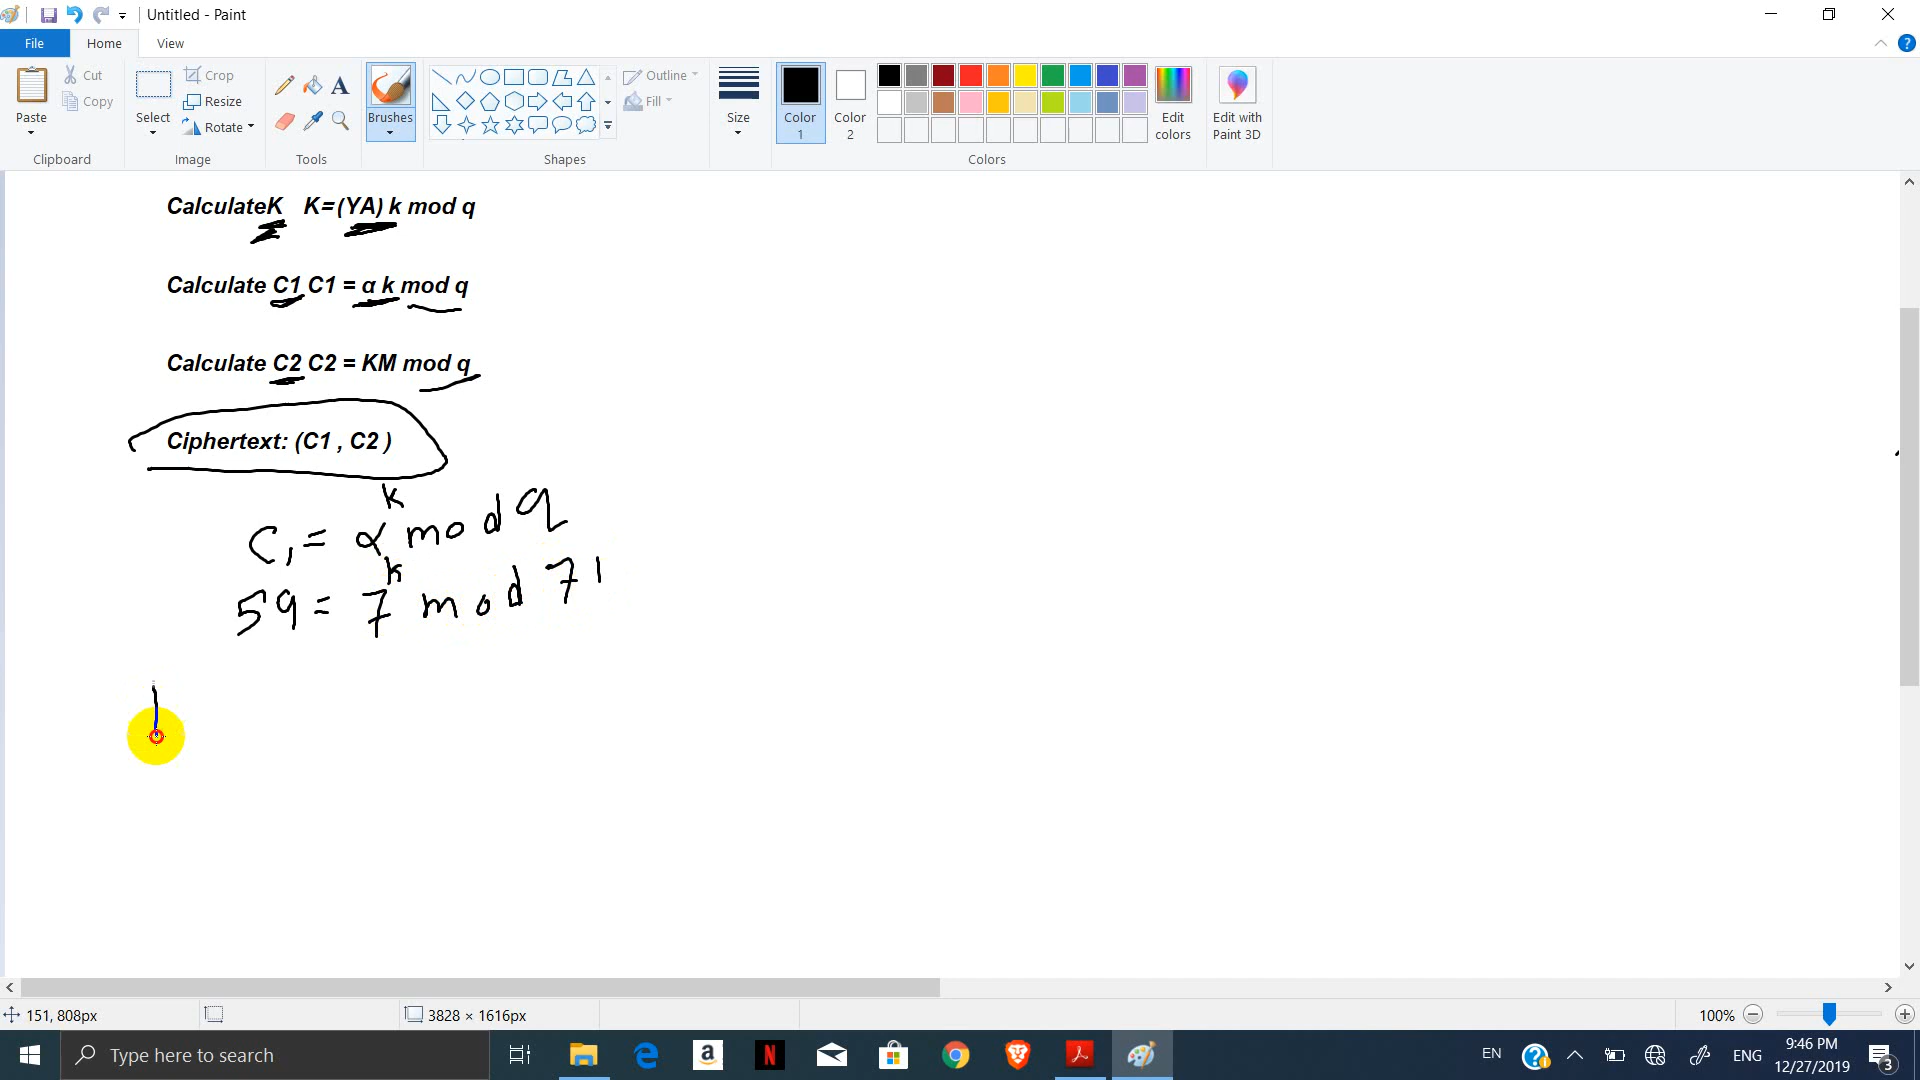 Untitled - Paint
File Home View
Paste Cut Copy Clipboard
Select Crop Resize Rotate Image
Tools
Brushes
Shapes Outline Fill
Size
Color 1 Color 2 Edit colors Colors
Edit with Paint 3D
CalculateK K=(YA) k mod q
Calculate C1 C1 = α k mod q
Calculate C2 C2 = KM mod q
Ciphertext: (C1 , C2 )
k
C1 = α mod q
k
59 = 7 mod 71
151, 808px 3828 × 1616px 100%
Type here to search EN ENG 9:46 PM 12/27/2019 3